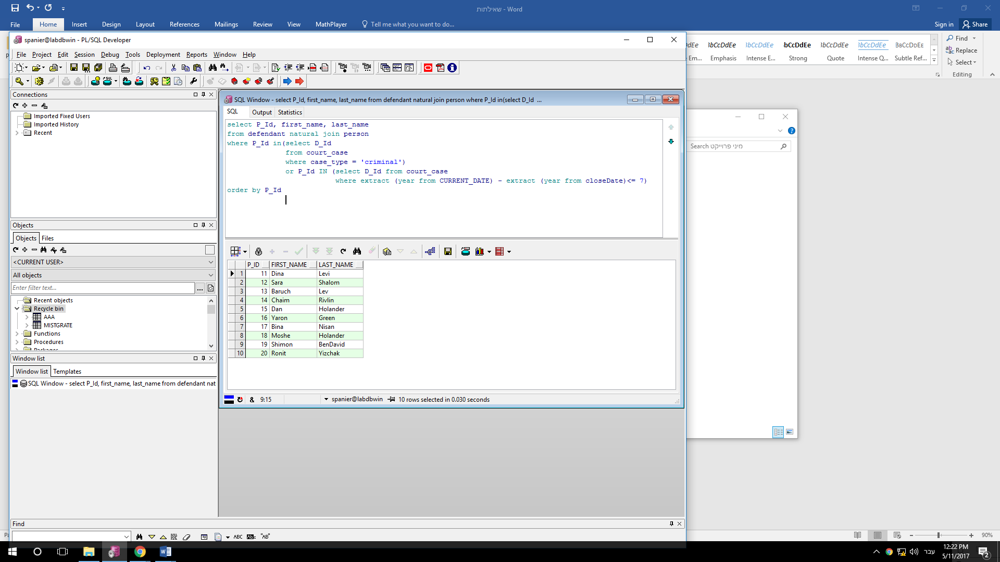 שאילתות - Word
File Home Insert Design Layout References Mailings Review View MathPlayer Tell me what you want to do...
Sign in Share
spanier@labdbwin - PL/SQL Developer
File Project Edit Session Debug Tools Deployment Reports Window Help
Connections
Imported Fixed Users
Imported History
Recent
Objects
Objects Files
<CURRENT USER>
All objects
Enter filter text...
Recent objects
Recycle bin
AAA
MISTGRATE
Functions
Procedures
Packages
Window list
Window list Templates
SQL Window - select P_Id, first_name, last_name from defendant nat
SQL Window - select P_Id, first_name, last_name from defendant natural join person where P_Id in(select D_Id ...
SQL Output Statistics
select P_Id, first_name, last_name
from defendant natural join person
where P_Id in(select D_Id
from court_case
where case_type = 'criminal')
or P_Id IN (select D_Id from court_case
where extract (year from CURRENT_DATE) - extract (year from closeDate)<= 7)
order by P_Id
P_ID FIRST_NAME LAST_NAME
1 11 Dina Levi
2 12 Sara Shalom
3 13 Baruch Lev
4 14 Chaim Rivlin
5 15 Dan Holander
6 16 Yaron Green
7 17 Bina Nisan
8 18 Moshe Holander
9 19 Shimon BenDavid
10 20 Ronit Yizchak
& 9:15 spanier@labdbwin 10 rows selected in 0.030 seconds
Find
ABC "AB"
Emphasis Intense E... Strong Quote Intense Q... Subtle Ref...
Find
Replace
Select
Editing
Search מיני פרוייקט
90%
עבר
12:22 PM
5/11/2017
2